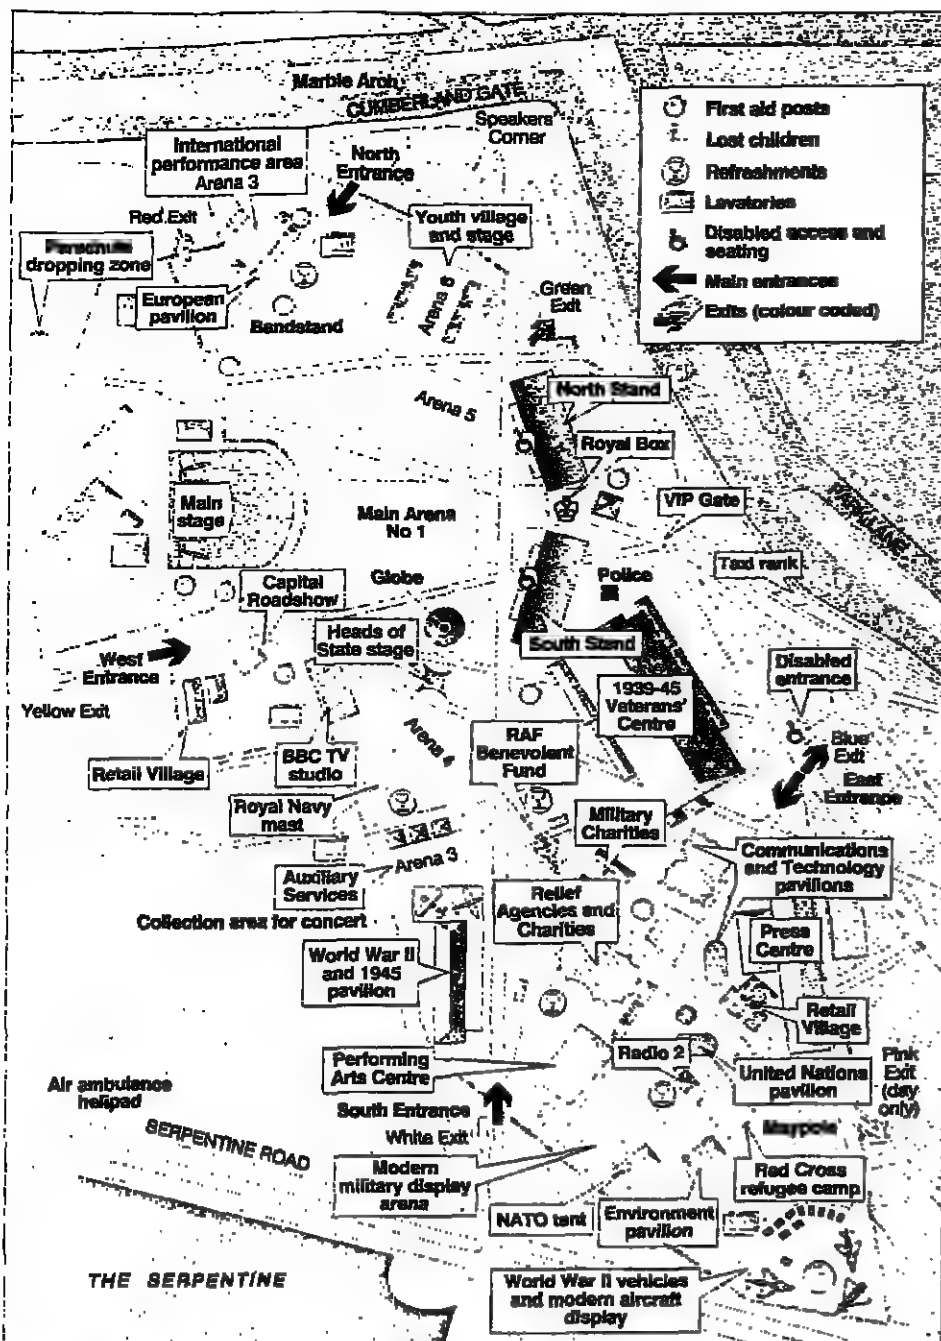 Marble Arch
CUMBERLAND GATE
Speakers'
Corner
First aid posts
Lost children
Refreshments
Lavatories
Disabled access and
seating
Main entrances
Exits (colour coded)
International
performance area
Arena 3
North
Entrance
Red Exit
Youth village
and stage
Parachute
dropping zone
European
pavilion
Bandstand
Arena 6
Green
Exit
Arena 5
North Stand
Royal Box
VIP Gate
PARK LANE
Main
stage
Main Arena
No 1
Taxi rank
Capital
Roadshow
Globe
Police
Heads of
State stage
South Stand
West
Entrance
Disabled
entrance
1939-45
Veterans'
Centre
Yellow Exit
Arena 4
RAF
Benevolent
Fund
Blue
Exit
East
Entrance
Retail Village
BBC TV
studio
Royal Navy
mast
Military
Charities
Arena 3
Communications
and Technology
pavilions
Auxiliary
Services
Relief
Agencies and
Charities
Collection area for concert
Press
Centre
World War II
and 1945
pavilion
Retail
Village
Performing
Arts Centre
Radio 2
United Nations
pavilion
Pink
Exit
(day
only)
Air ambulance
helipad
South Entrance
White Exit
Maypole
SERPENTINE ROAD
Modern
military display
arena
Red Cross
refugee camp
NATO tent
Environment
pavilion
THE SERPENTINE
World War II vehicles
and modern aircraft
display